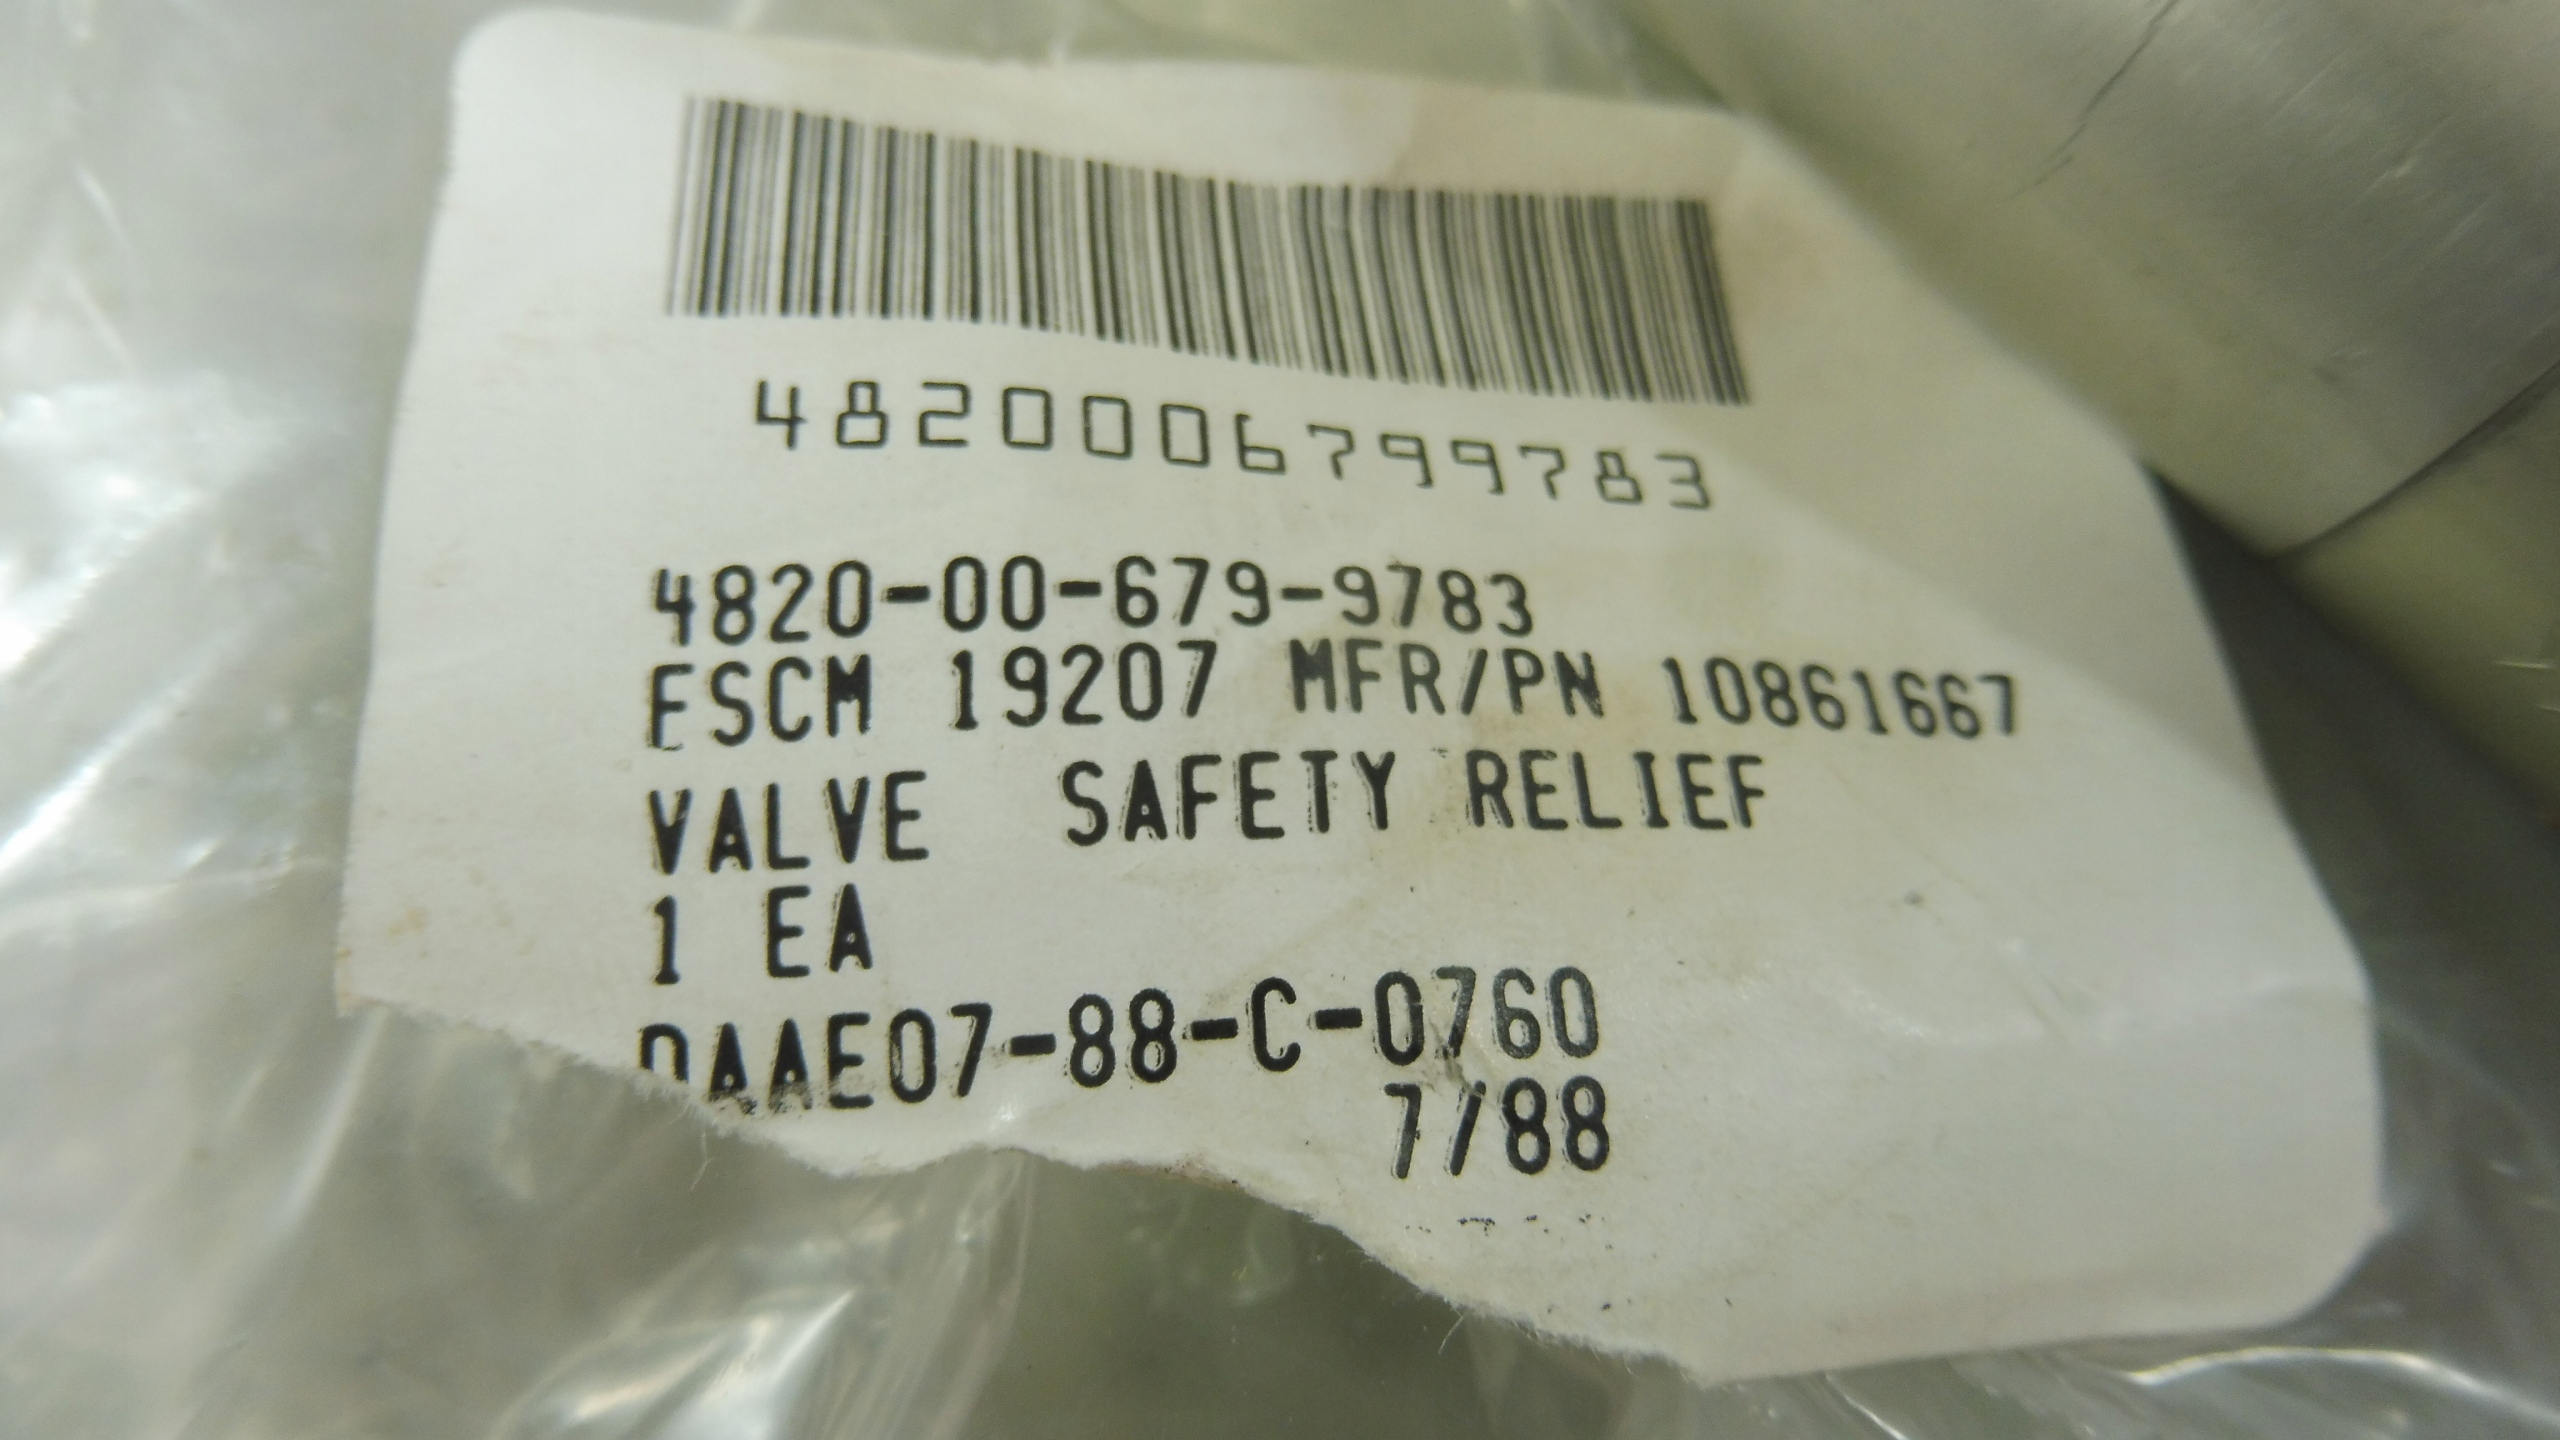 4820006799783
4820-00-679-9783
FSCM 19207 MFR/PN 10861667
VALVE SAFETY RELIEF
1 EA
DAAE07-88-C-0760
7/88